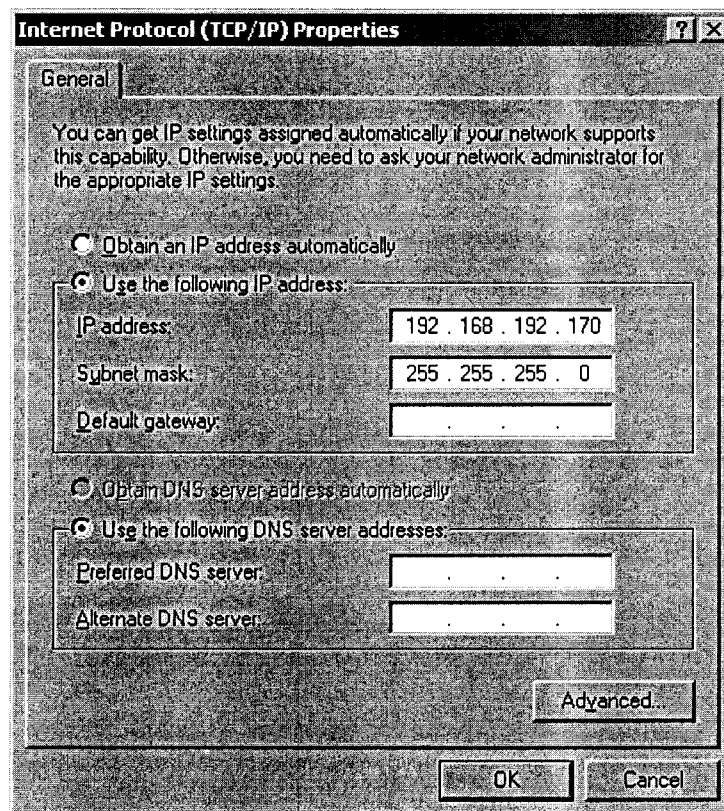 Internet Protocol (TCP/IP) Properties
General
You can get IP settings assigned automatically if your network supports
this capability. Otherwise, you need to ask your network administrator for
the appropriate IP settings.
Obtain an IP address automatically
Use the following IP address:
IP address: 192 . 168 . 192 . 170
Subnet mask: 255 . 255 . 255 . 0
Default gateway: . . .
Obtain DNS server address automatically
Use the following DNS server addresses:
Preferred DNS server: . . .
Alternate DNS server: . . .
Advanced...
OK Cancel